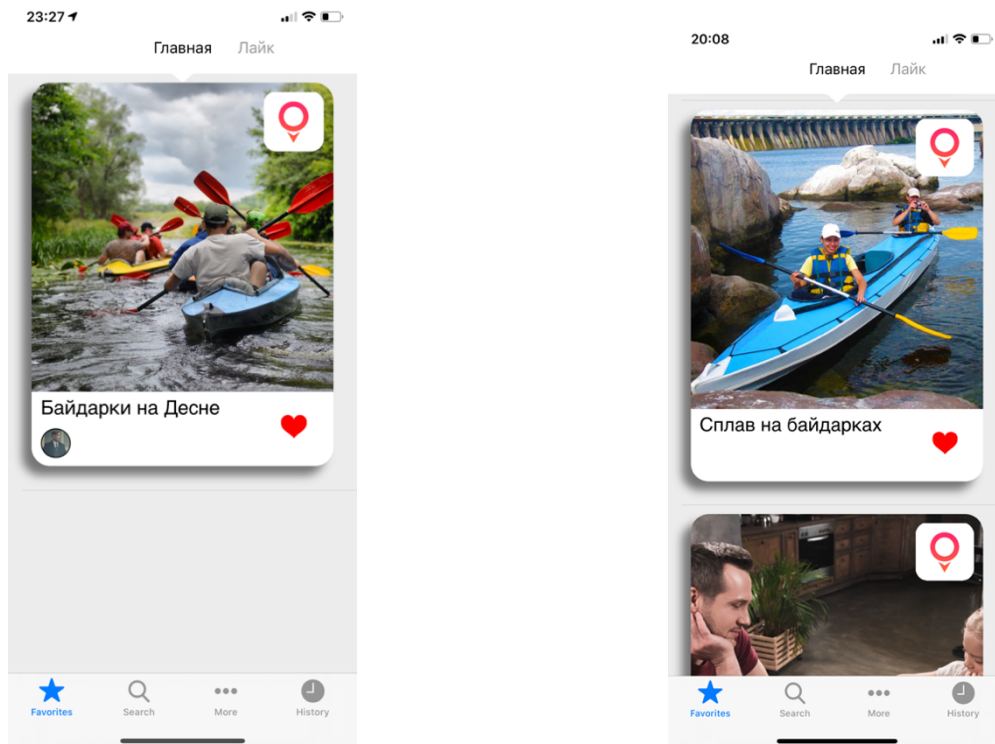 23:27
Главная Лайк
Байдарки на Десне
Favorites Search More History
20:08
Главная Лайк
Сплав на байдарках
Favorites Search More History